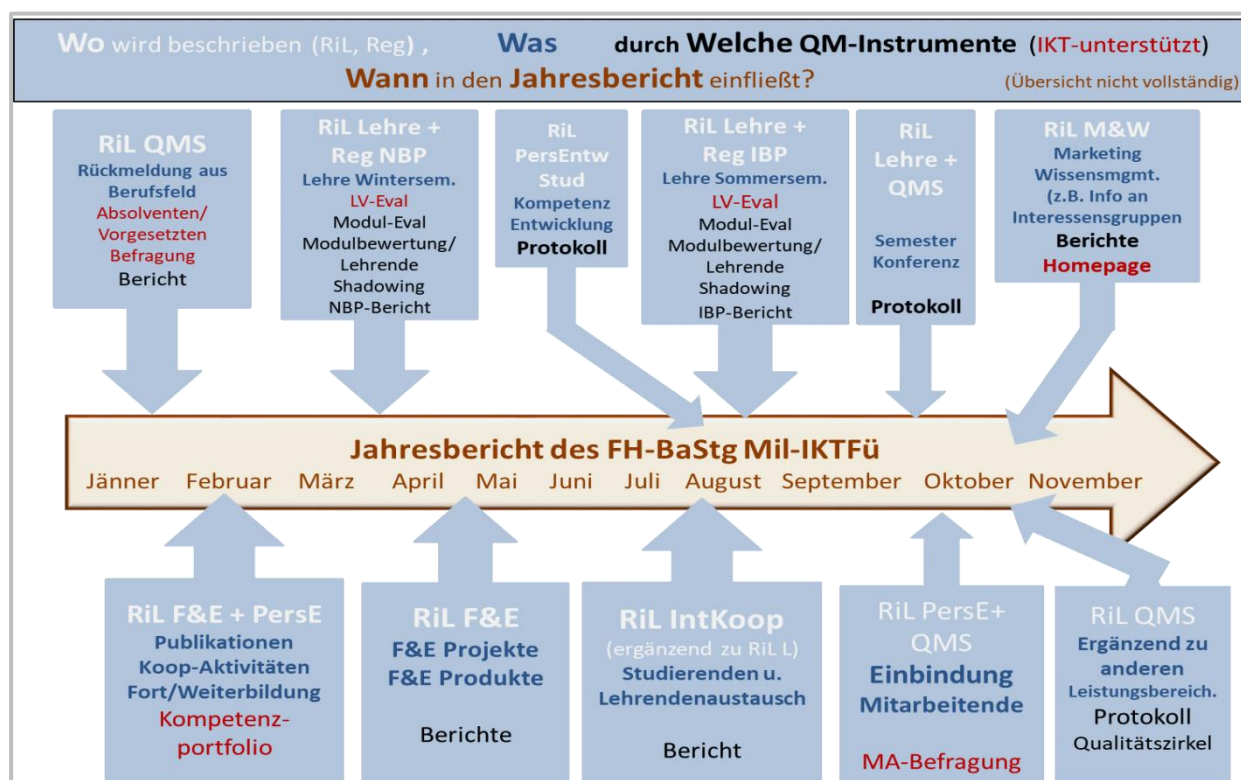 Wo wird beschrieben (RiL, Reg) , Was durch Welche QM-Instrumente (IKT-unterstützt)
Wann in den Jahresbericht einfließt? (Übersicht nicht vollständig)
RiL QMS
Rückmeldung aus
Berufsfeld
Absolventen/
Vorgesetzten
Befragung
Bericht
RiL Lehre +
Reg NBP
Lehre Wintersem.
LV-Eval
Modul-Eval
Modulbewertung/
Lehrende
Shadowing
NBP-Bericht
RiL
PersEntw
Stud
Kompetenz
Entwicklung
Protokoll
RiL Lehre +
Reg IBP
Lehre Sommersem.
LV-Eval
Modul-Eval
Modulbewertung/
Lehrende
Shadowing
IBP-Bericht
RiL
Lehre +
QMS
Semester
Konferenz
Protokoll
RiL M&W
Marketing
Wissensmgmt.
(z.B. Info an
Interessensgruppen
Berichte
Homepage
Jahresbericht des FH-BaStg Mil-IKTFü
Jänner Februar März April Mai Juni Juli August September Oktober November
RiL F&E + PersE
Publikationen
Koop-Aktivitäten
Fort/Weiterbildung
Kompetenz-
portfolio
RiL F&E
F&E Projekte
F&E Produkte
Berichte
RiL IntKoop
(ergänzend zu RiL L)
Studierenden u.
Lehrendenaustausch
Bericht
RiL PersE+
QMS
Einbindung
Mitarbeitende
MA-Befragung
RiL QMS
Ergänzend zu
anderen
Leistungsbereich.
Protokoll
Qualitätszirkel